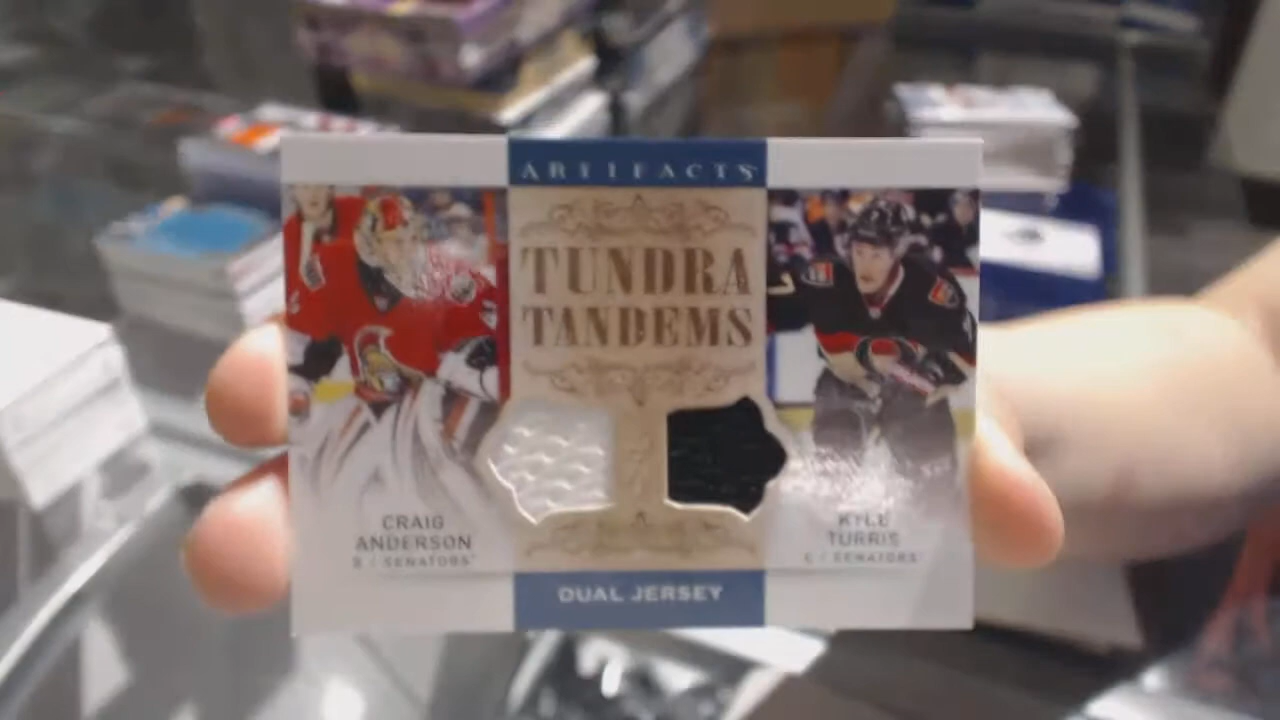 ARTIFACTS
TUNDRA
TANDEMS
CRAIG
ANDERSON
G / SENATORS
KYLE
TURRIS
C / SENATORS
DUAL JERSEY